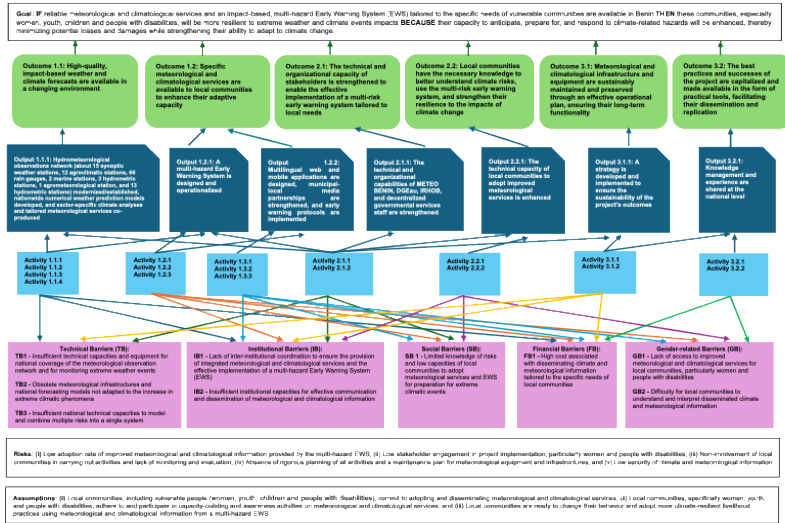 Goal: IF reliable meteorological and climatological services and an impact-based, multi-hazard Early Warning System (EWS) tailored to the specific needs of vulnerable communities are available in Benin THEN these communities, especially
women, youth, children and people with disabilities, will be more resilient to extreme weather and climate events impacts BECAUSE their capacity to anticipate, prepare for, and respond to climate-related hazards will be enhanced, thereby
minimizing potential losses and damages while strengthening their ability to adapt to climate change.
Outcome 1.1: High-quality,
impact-based weather and
climate forecasts are available in
a changing environment
Outcome 1.2: Specific
meteorological and
climatological services are
available to local communities
to enhance their adaptive
capacity
Outcome 2.1: The technical and
organizational capacity of
stakeholders is strengthened to
enable the effective
implementation of a multi-risk
early warning system tailored to
local needs
Outcome 2.2: Local communities
have the necessary knowledge to
better understand climate risks,
use the multi-risk early warning
system, and strengthen their
resilience to the impacts of
climate change
Outcome 3.1: Meteorological and
climatological infrastructure and
equipment are sustainably
maintained and preserved
through an effective operational
plan, ensuring their long-term
functionality
Outcome 3.2: The best
practices and successes of
the project are capitalized and
made available in the form of
practical tools, facilitating
their dissemination and
replication
Output 1.1.1: Hydrometeorological
observations network (about 15 synoptic
weather stations, 12 agroclimatic stations, 66
rain gauges, 2 marine stations, 3 hydrometric
stations, 1 agrometeorological station, and 13
hydrometric stations) modernized/established,
nationwide numerical weather prediction models
developed, and sector-specific climate analyses
and tailored meteorological services co-
produced
Output 1.2.1: A
multi-hazard Early
Warning System is
designed and
operationalized
Output 1.2.2:
Multilingual web and
mobile applications are
designed, municipal-
local media
partnerships are
strengthened, and early
warning protocols are
implemented
Output 2.1.1: The
technical and
organizational
capabilities of METEO
BENIN, DGEau, IRHOB,
and decentralized
governmental services
staff are strengthened
Output 2.2.1: The
technical capacity of
local communities to
adopt improved
meteorological
services is enhanced
Output 3.1.1: A
strategy is
developed and
implemented to
ensure the
sustainability of the
project's outcomes
Output 3.2.1:
Knowledge
management and
experience are
shared at the
national level
Activity 1.1.1
Activity 1.1.2
Activity 1.1.3
Activity 1.1.4
Activity 1.2.1
Activity 1.2.2
Activity 1.2.3
Activity 1.3.1
Activity 1.3.2
Activity 1.3.3
Activity 2.1.1
Activity 2.1.2
Activity 2.2.1
Activity 2.2.2
Activity 3.1.1
Activity 3.1.2
Activity 3.2.1
Activity 3.2.2
Technical Barriers (TB):
TB1 - Insufficient technical capacities and equipment for
national coverage of the meteorological observation
network and for monitoring extreme weather events
TB2 - Obsolete meteorological infrastructures and
national forecasting models not adapted to the increase in
extreme climatic phenomena
TB3 - Insufficient national technical capacities to model
and combine multiple risks into a single system
Institutional Barriers (IB):
IB1 - Lack of inter-institutional coordination to ensure the provision
of integrated meteorological and climatological services and the
effective implementation of a multi-hazard Early Warning System
(EWS)
IB2 - Insufficient institutional capacities for effective communication
and dissemination of meteorological and climatological information
Social Barriers (SB):
SB 1 - Limited knowledge of risks
and low capacities of local
communities to adopt
meteorological services and EWS
for preparation for extreme
climatic events
Financial Barriers (FB):
FB1 - High cost associated
with disseminating climate and
meteorological information
tailored to the specific needs of
local communities
Gender-related Barriers (GB):
GB1 - Lack of access to improved
meteorological and climatological services for
local communities, particularly women and
people with disabilities
GB2 - Difficulty for local communities to
understand and interpret disseminated climate
and meteorological information
Risks: (i) Low adoption rate of improved meteorological and climatological information provided by the multi-hazard EWS, (ii) Low stakeholder engagement in project implementation, particularly women and people with disabilities, (iii) Non-involvement of local
communities in carrying out activities and lack of monitoring and evaluation, (iv) Absence of rigorous planning of all activities and a maintenance plan for meteorological equipment and infrastructures, and (iv) Low security of climate and meteorological information
Assumptions: (i) Local communities, including vulnerable people (women, youth, children and people with disabilities), commit to adopting and disseminating meteorological and climatological services, (ii) Local communities, specifically women, youth,
and people with disabilities, adhere to and participate in capacity-building and awareness activities on meteorological and climatological services, and (iii) Local communities are ready to change their behavior and adopt more climate-resilient livelihood
practices using meteorological and climatological information from a multi-hazard EWS